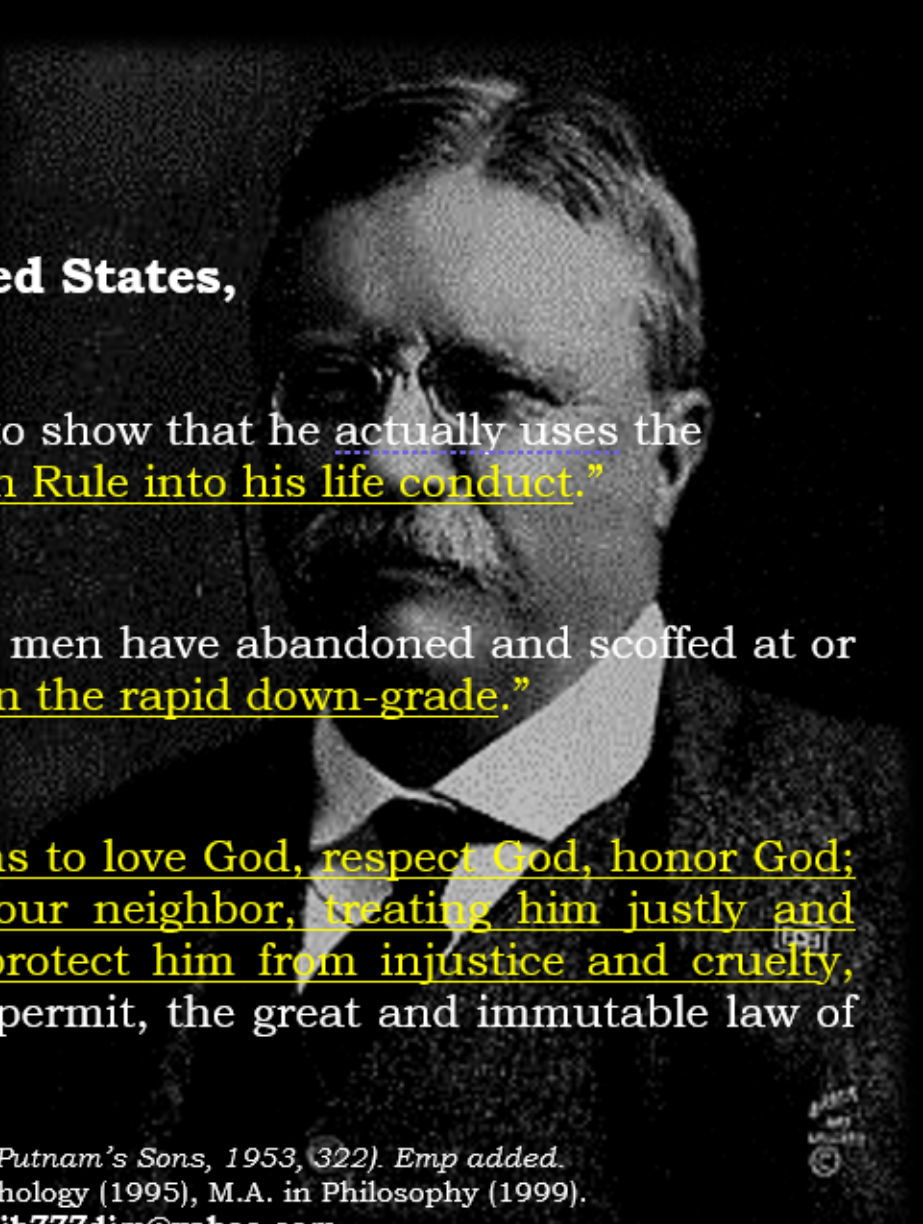 ed States,
to show that he actually uses the
n Rule into his life conduct.”
men have abandoned and scoffed at or
n the rapid down-grade.”
ns to love God, respect God, honor God;
our neighbor, treating him justly and
protect him from injustice and cruelty,
permit, the great and immutable law of
Putnam’s Sons, 1953, 322). Emp added.
hology (1995), M.A. in Philosophy (1999).
©